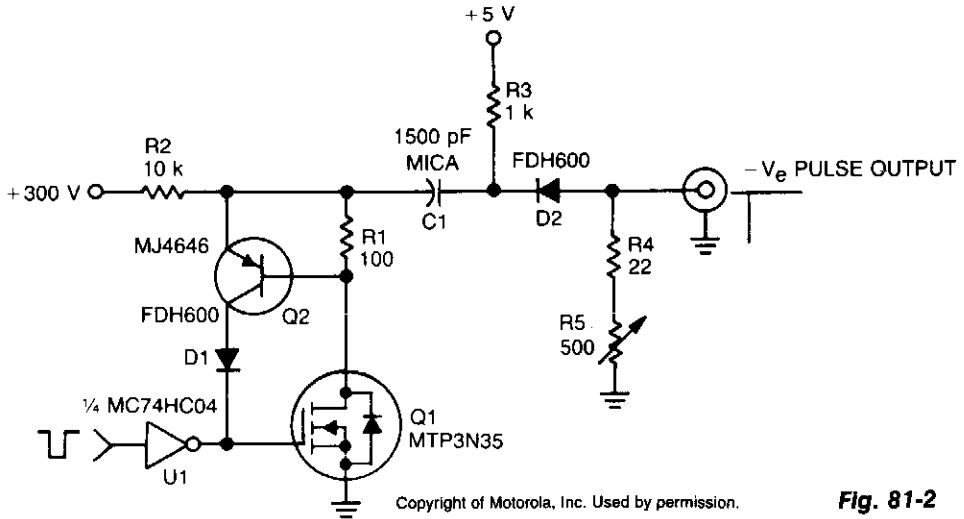 +5 V
R3
1 k
1500 pF
MICA
C1
FDH600
D2
−Ve PULSE OUTPUT
R2
10 k
+300 V
R1
100
MJ4646
Q2
FDH600
D1
R4
22
R5
500
¼ MC74HC04
U1
Q1
MTP3N35
Copyright of Motorola, Inc. Used by permission.
Fig. 81-2